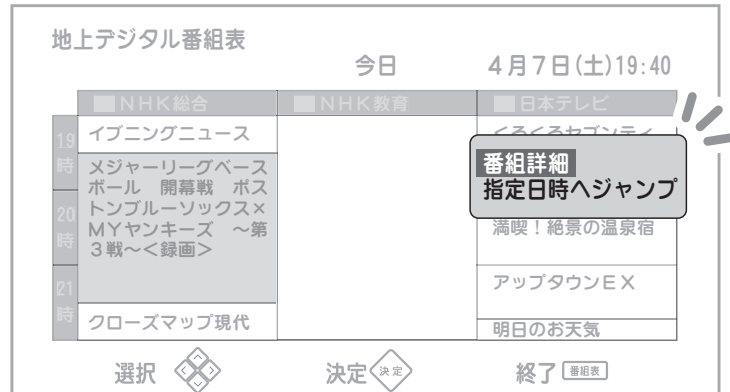 地上デジタル番組表
今日 4月7日(土)19:40
NHK総合 NHK教育 日本テレビ
19時
イブニングニュース
メジャーリーグベース
ボール 開幕戦 ボス
トンブルーソックス×
MYヤンキーズ ～第
3戦～<録画>
20時
21時
クローズマップ現代
くるくるセブンティ
番組詳細
指定日時へジャンプ
満喫！絶景の温泉宿
アップタウンEX
明日のお天気
選択 決定 決定 終了 番組表